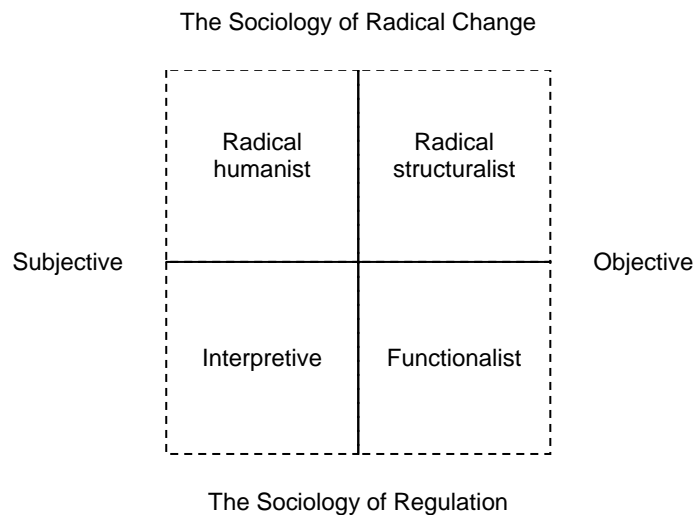 The Sociology of Radical Change
Radical
humanist
Radical
structuralist
Subjective
Objective
Interpretive
Functionalist
The Sociology of Regulation